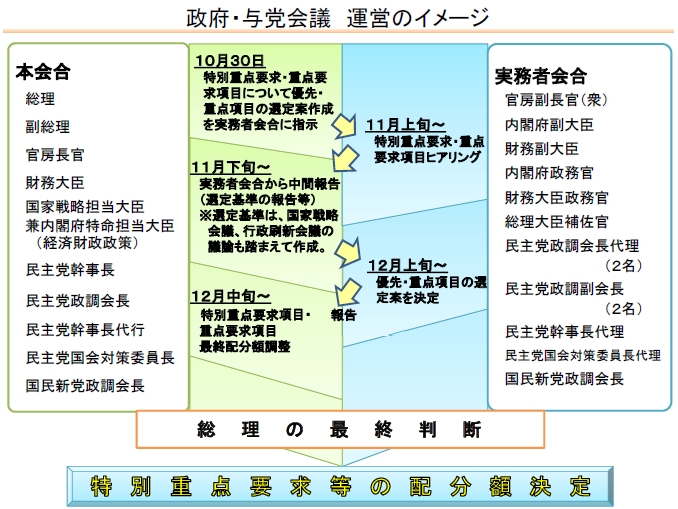 政府・与党会議　運営のイメージ
本会合
総理
副総理
官房長官
財務大臣
国家戦略担当大臣
兼内閣府特命担当大臣
（経済財政政策）
民主党幹事長
民主党政調会長
民主党幹事長代行
民主党国会対策委員長
国民新党政調会長
10月30日
特別重点要求・重点要
求項目について優先・
重点項目の選定案作成
を実務者会合に指示
11月上旬～
特別重点要求・重点
要求項目ヒアリング
11月下旬～
実務者会合から中間報告
（選定基準の報告等）
※選定基準は、国家戦略
会議、行政刷新会議の
議論も踏まえて作成。
12月上旬～
優先・重点項目の選
定案を決定
12月中旬～
特別重点要求項目・
重点要求項目
最終配分額調整
報告
実務者会合
官房副長官（衆）
内閣府副大臣
財務副大臣
内閣府政務官
財務大臣政務官
総理大臣補佐官
民主党政調会長代理
（2名）
民主党政調副会長
（2名）
民主党幹事長代理
民主党国会対策委員長代理
国民新党政調会長
総理の最終判断
特別重点要求等の配分額決定